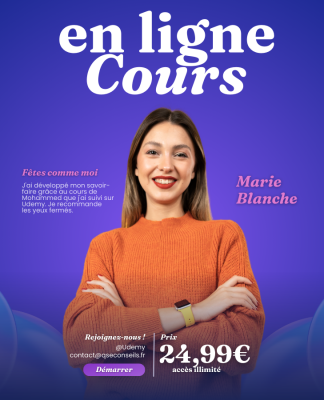 en ligne
Cours
Fêtes comme moi
J'ai développé mon savoir-
faire grâce au cours de
Mohammed que j'ai suivi sur
Udemy. Je recommande
les yeux fermés.
Marie
Blanche
Rejoignez-nous !
@Udemy
contact@qseconseils.fr
Démarrer
Prix
24,99€
accès illimité